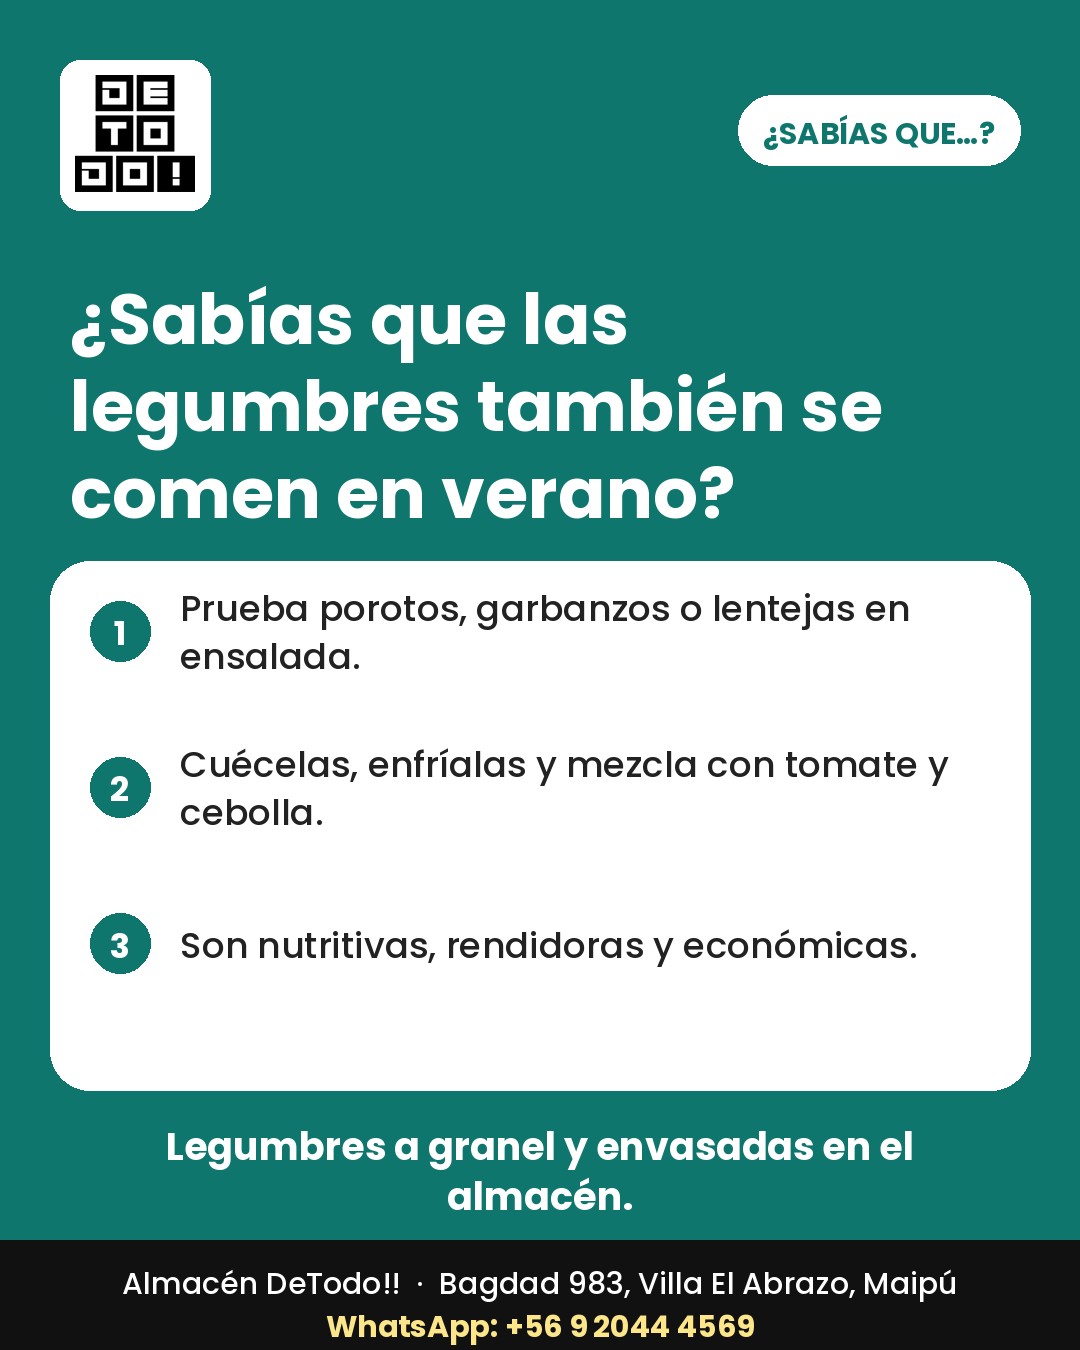 DE
TO
DO!
¿SABÍAS QUE...?
¿Sabías que las
legumbres también se
comen en verano?
1 Prueba porotos, garbanzos o lentejas en
ensalada.
2 Cuécelas, enfríalas y mezcla con tomate y
cebolla.
3 Son nutritivas, rendidoras y económicas.
Legumbres a granel y envasadas en el
almacén.
Almacén DeTodo!! · Bagdad 983, Villa El Abrazo, Maipú
WhatsApp: +56 9 2044 4569